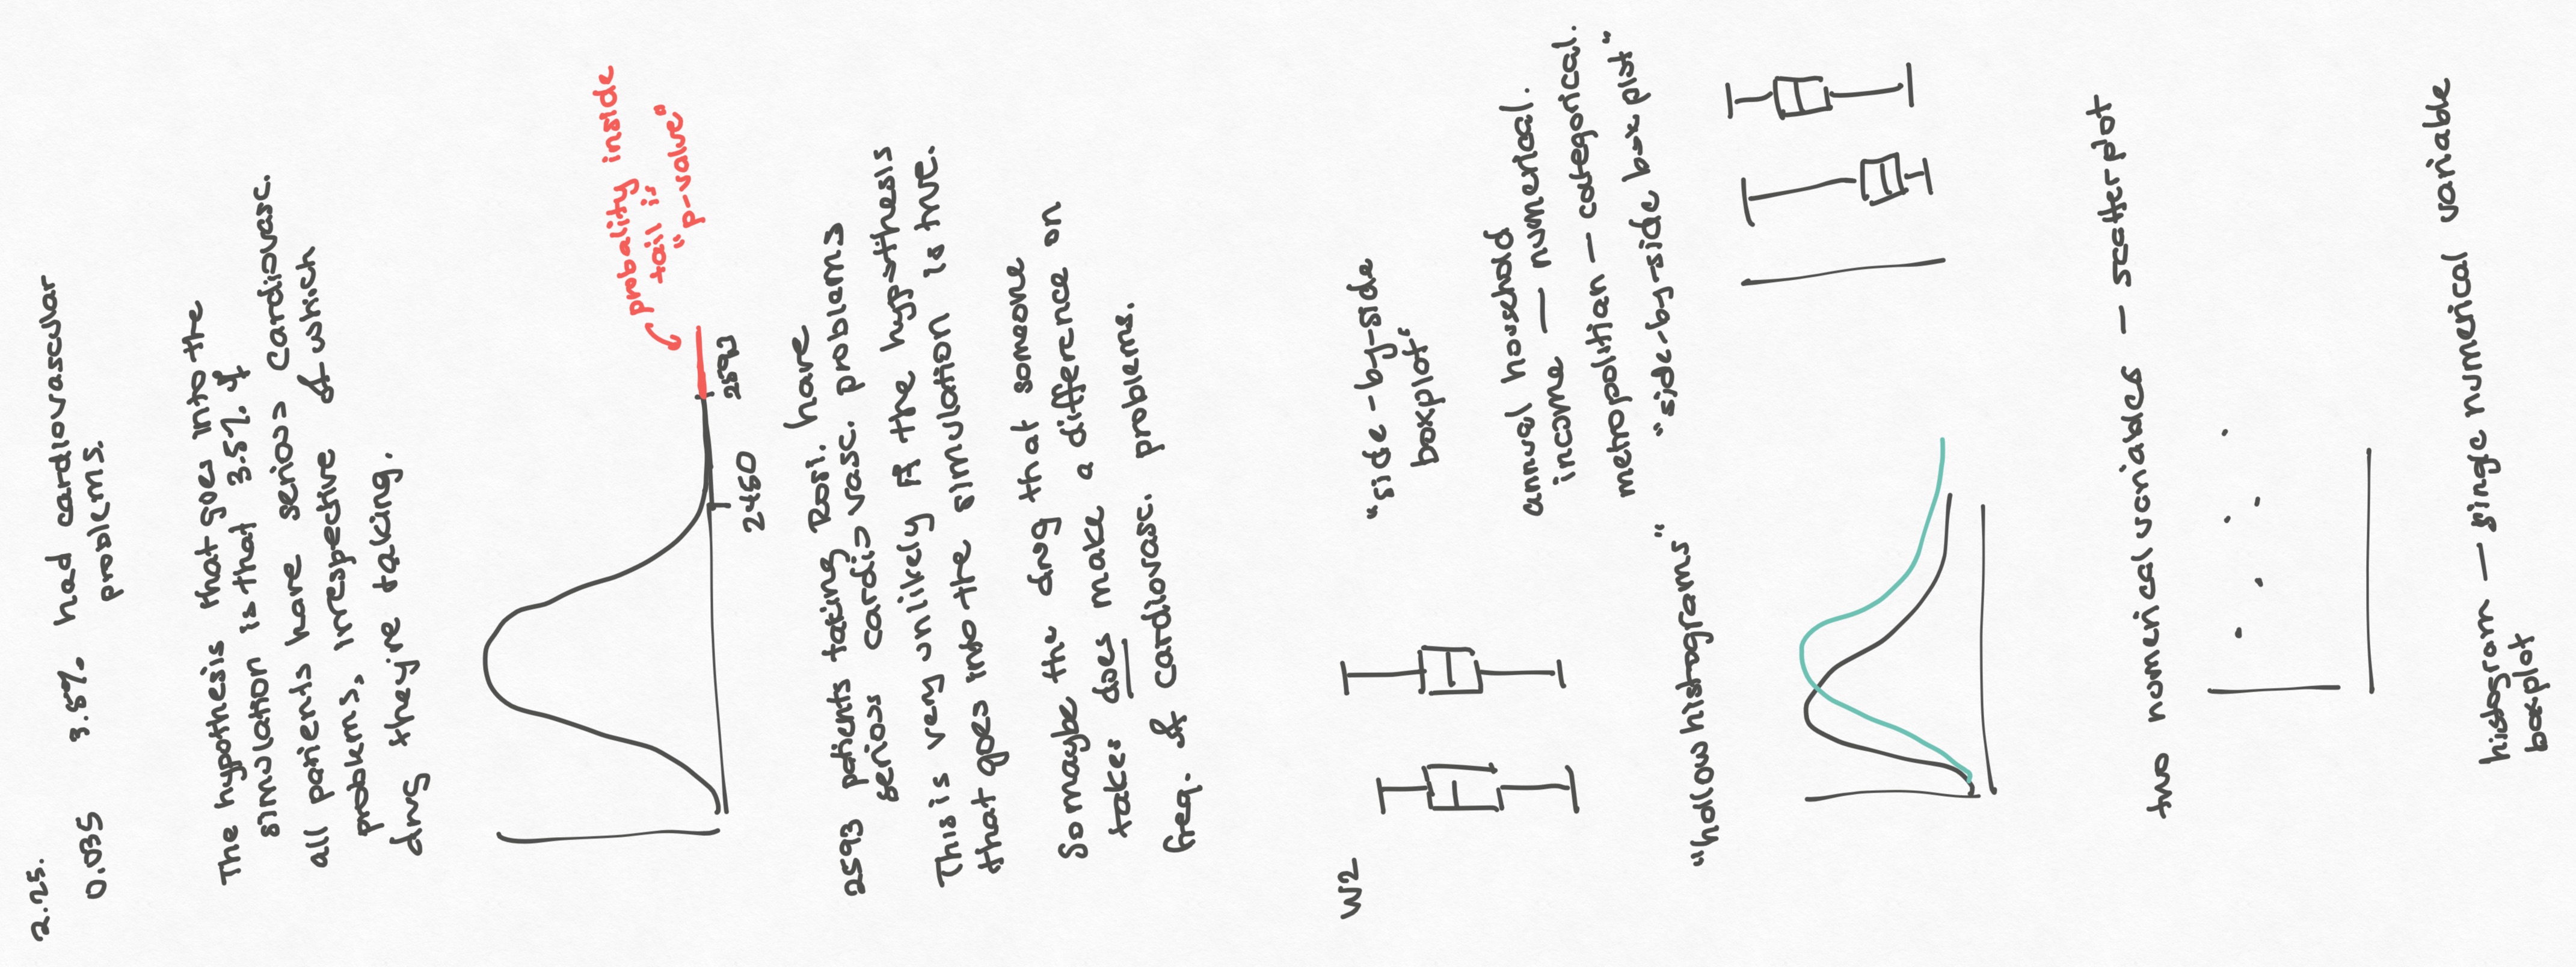 2.25.
0.035 3.5% had cardiovascular
problems.
The hypothesis that goes into the
simulation is that 3.5% of
all patients have serioss cardiovasc.
problems, irrespective of which
drug they're taking.
probality inside
tail is
"p-value"
2450
2593
2593 patients taking Rosi. have
serioss cardiovasc. problems
This is very unlikely if the hypothesis
that goes into the simulation is true.
So maybe the drug that someone
takes does make a difference on
freq. of cardiovasc. problems.
W2
"side-by-side
boxplot"
annual household
income — numerical.
metropolitian — categorical.
"side-by-side box plot"
"hollow histograms"
two numerical variables — scatterplot
histogram — single numerical variable
boxplot